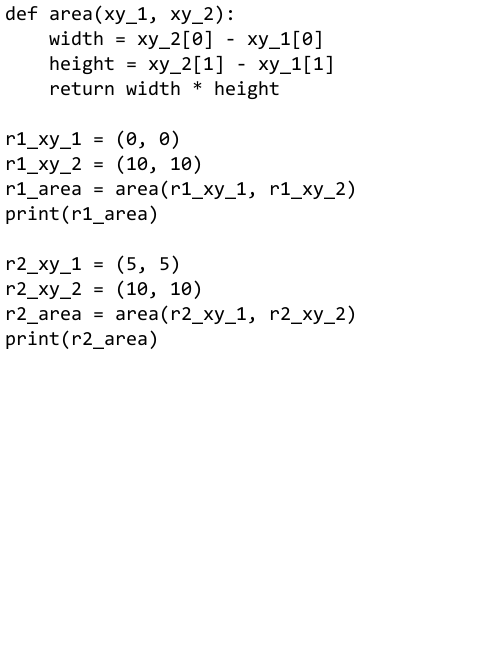 def area(xy_1, xy_2):
    width = xy_2[0] - xy_1[0]
    height = xy_2[1] - xy_1[1]
    return width * height

r1_xy_1 = (0, 0)
r1_xy_2 = (10, 10)
r1_area = area(r1_xy_1, r1_xy_2)
print(r1_area)

r2_xy_1 = (5, 5)
r2_xy_2 = (10, 10)
r2_area = area(r2_xy_1, r2_xy_2)
print(r2_area)